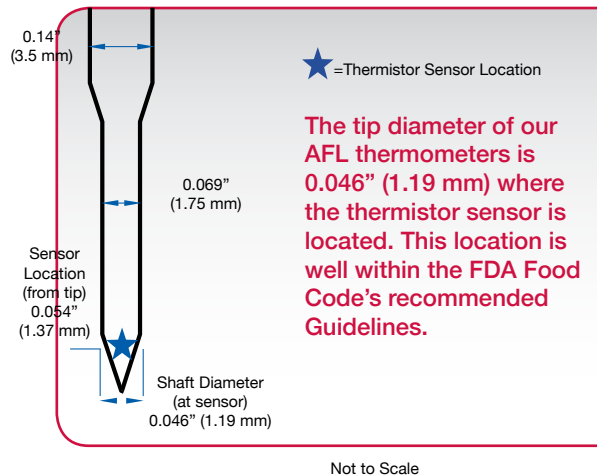 0.14”
(3.5 mm)
=Thermistor Sensor Location
The tip diameter of our
AFL thermometers is
0.046” (1.19 mm) where
the thermistor sensor is
located. This location is
well within the FDA Food
Code’s recommended
Guidelines.
0.069”
(1.75 mm)
Sensor
Location
(from tip)
0.054”
(1.37 mm)
Shaft Diameter
(at sensor)
0.046” (1.19 mm)
Not to Scale